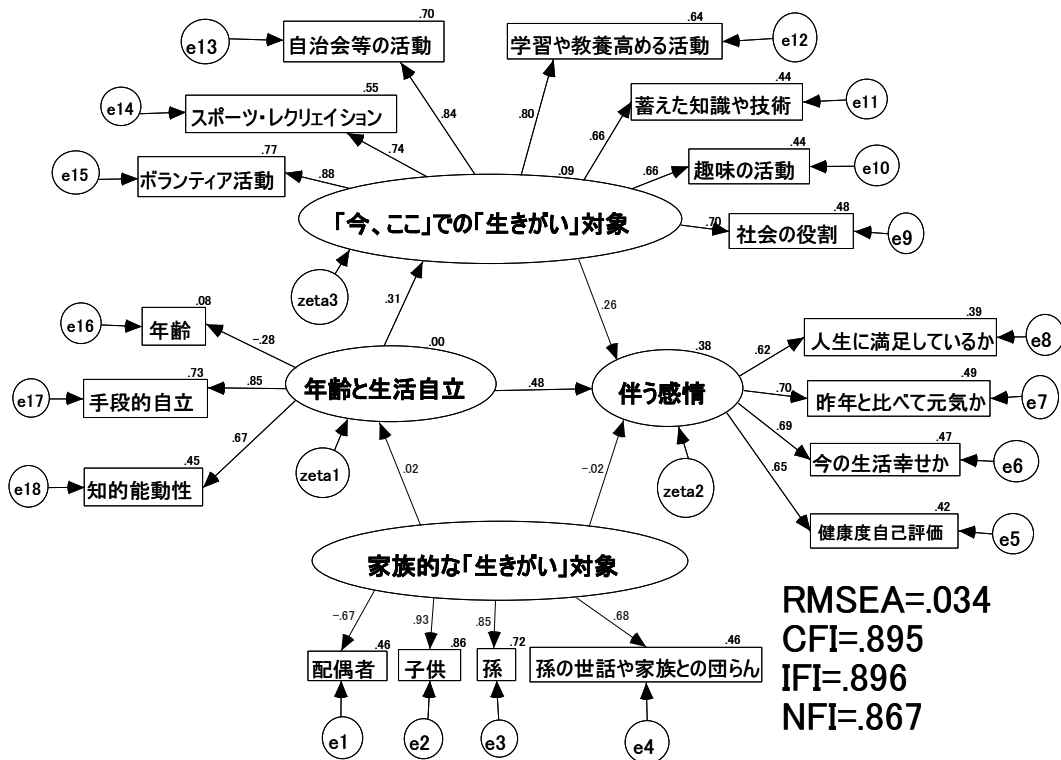 .70
e13
自治会等の活動
.64
e12
学習や教養高める活動
.55
e14
スポーツ・レクリェイション
.44
e11
蓄えた知識や技術
.77
e15
ボランティア活動
.44
e10
趣味の活動
.48
e9
社会の役割
.84
.80
.74
.66
.88
.66
.70
.09
「今、ここ」での「生きがい」対象
zeta3
.31
.26
.08
e16
年齢
-.28
.73
e17
手段的自立
.85
.45
e18
知的能動性
.67
.00
年齢と生活自立
zeta1
.48
.38
伴う感情
zeta2
.39
人生に満足しているか
e8
.62
.49
昨年と比べて元気か
e7
.70
.47
今の生活幸せか
e6
.69
.42
健康度自己評価
e5
.65
.02
-.02
家族的な「生きがい」対象
-.67
.93
.85
.68
.46
配偶者
.86
子供
.72
孫
.46
孫の世話や家族との団らん
e1
e2
e3
e4
RMSEA=.034
CFI=.895
IFI=.896
NFI=.867